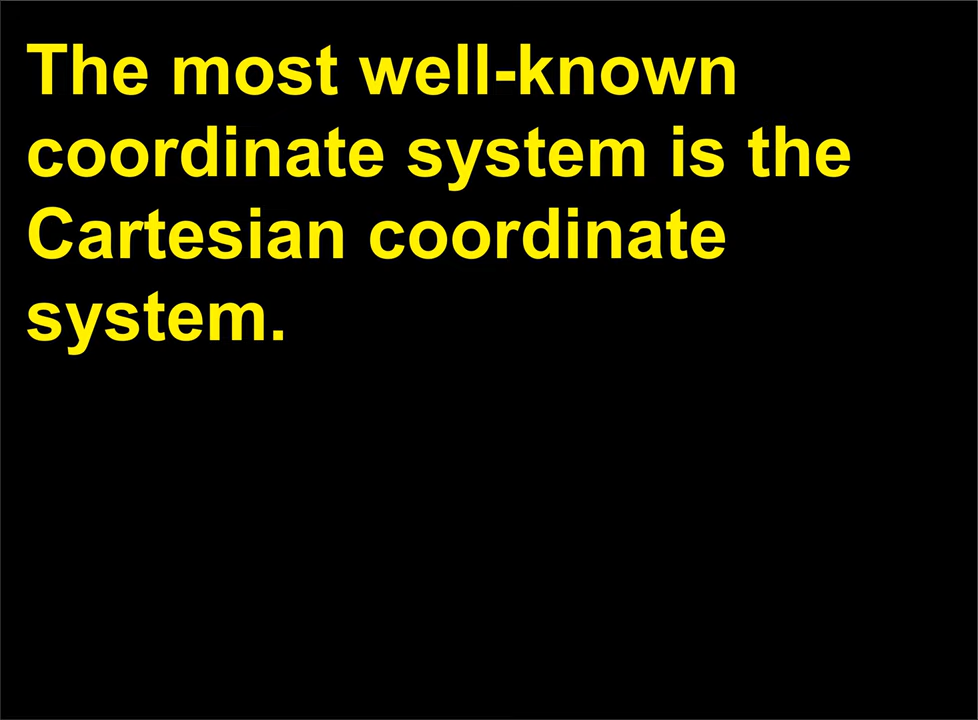 The most well-known
coordinate system is the
Cartesian coordinate
system.